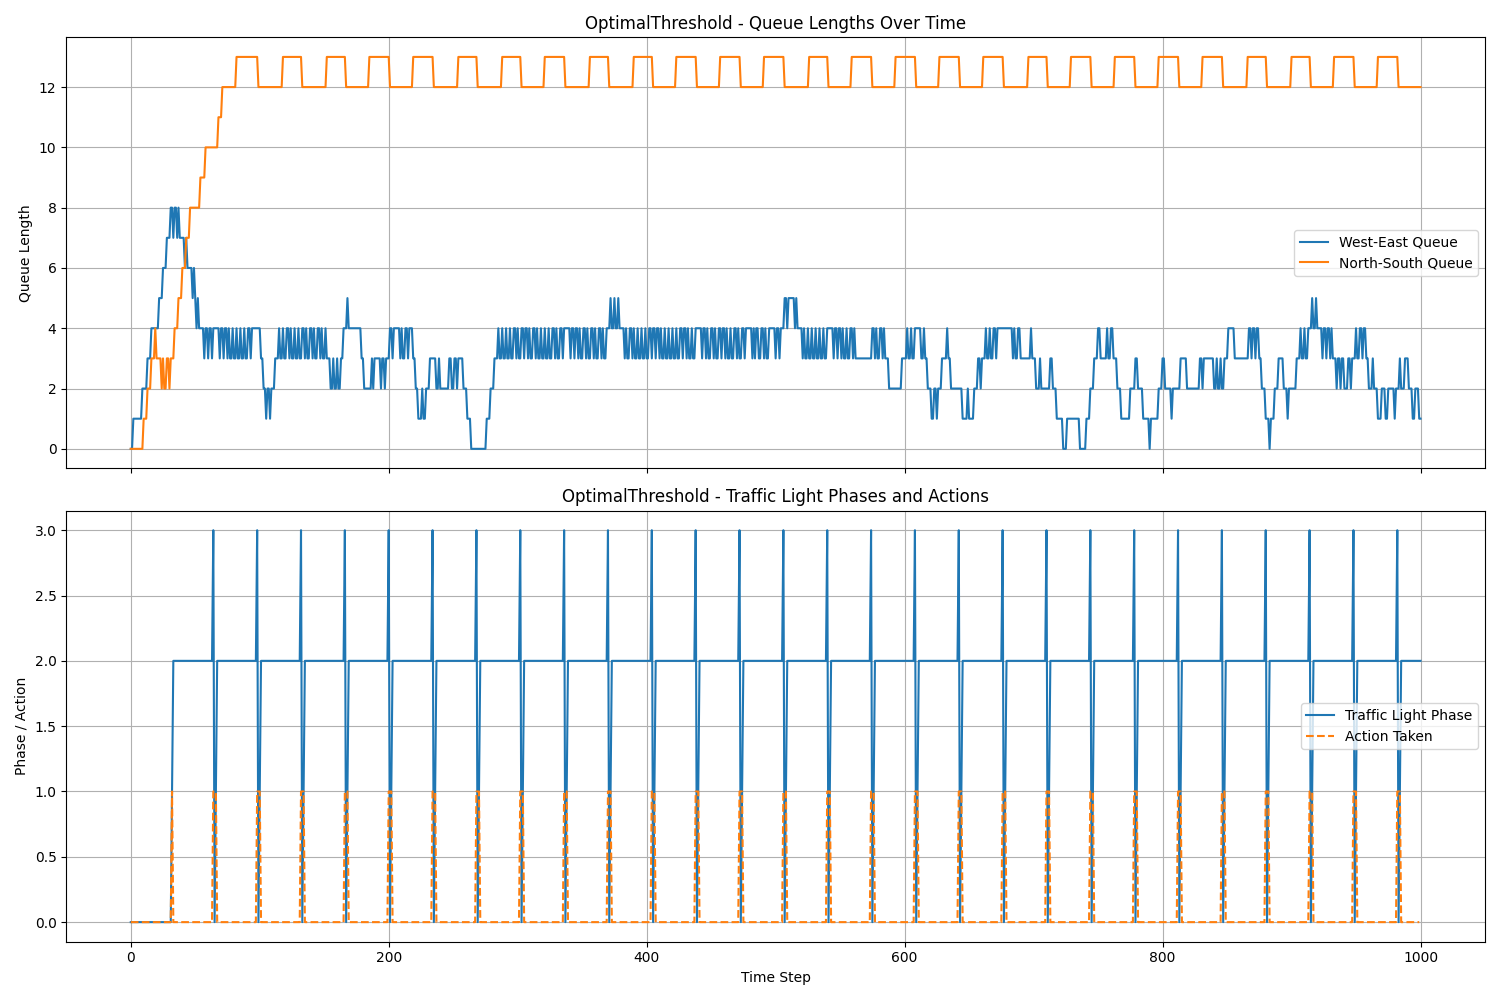 OptimalThreshold - Queue Lengths Over Time
12
10
8
6
4
2
0
Queue Length
West-East Queue
North-South Queue
OptimalThreshold - Traffic Light Phases and Actions
3.0
2.5
2.0
1.5
1.0
0.5
0.0
Phase / Action
Traffic Light Phase
Action Taken
0 200 400 600 800 1000
Time Step